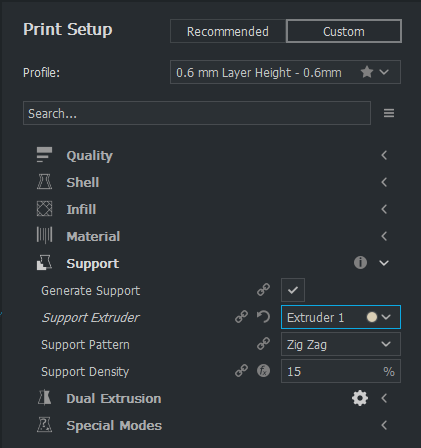 Print Setup
Recommended
Custom
Profile:
0.6 mm Layer Height - 0.6mm
Search...
Quality
Shell
Infill
Material
Support
Generate Support
Support Extruder
Extruder 1
Support Pattern
Zig Zag
Support Density
15 %
Dual Extrusion
Special Modes